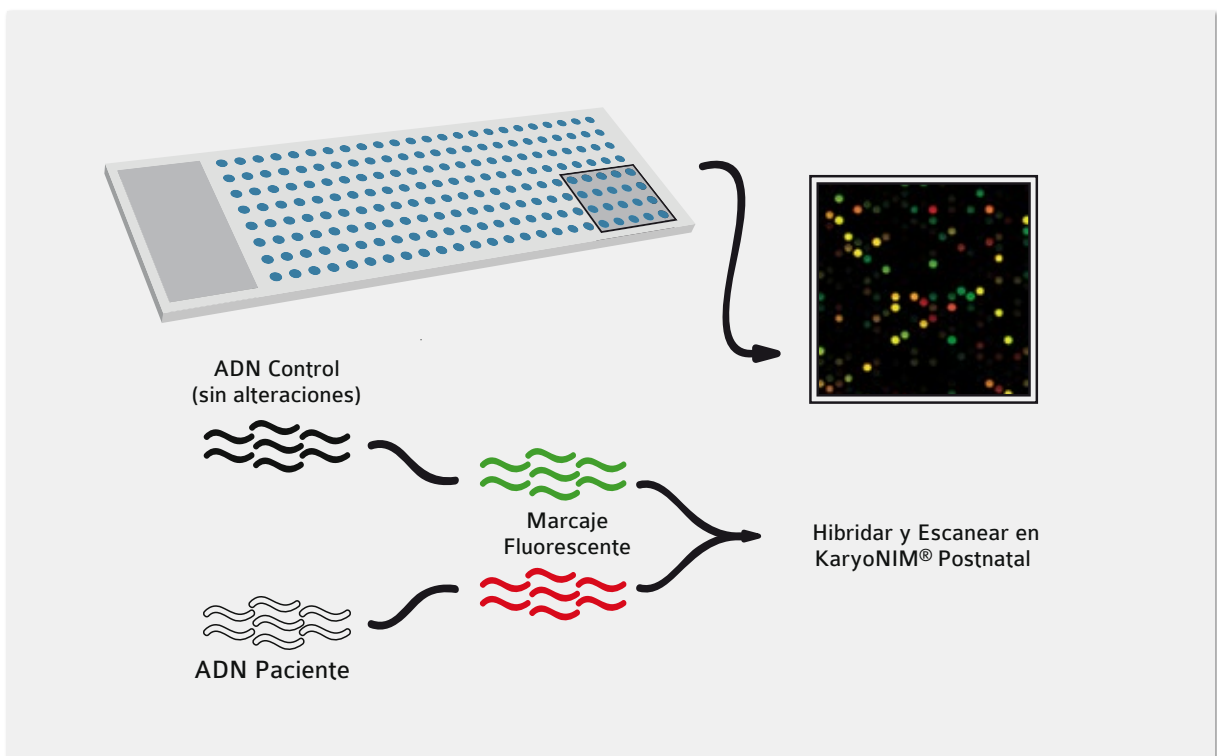 ADN Control
(sin alteraciones)
Marcaje
Fluorescente
Hibridar y Escanear en
KaryoNIM® Postnatal
ADN Paciente